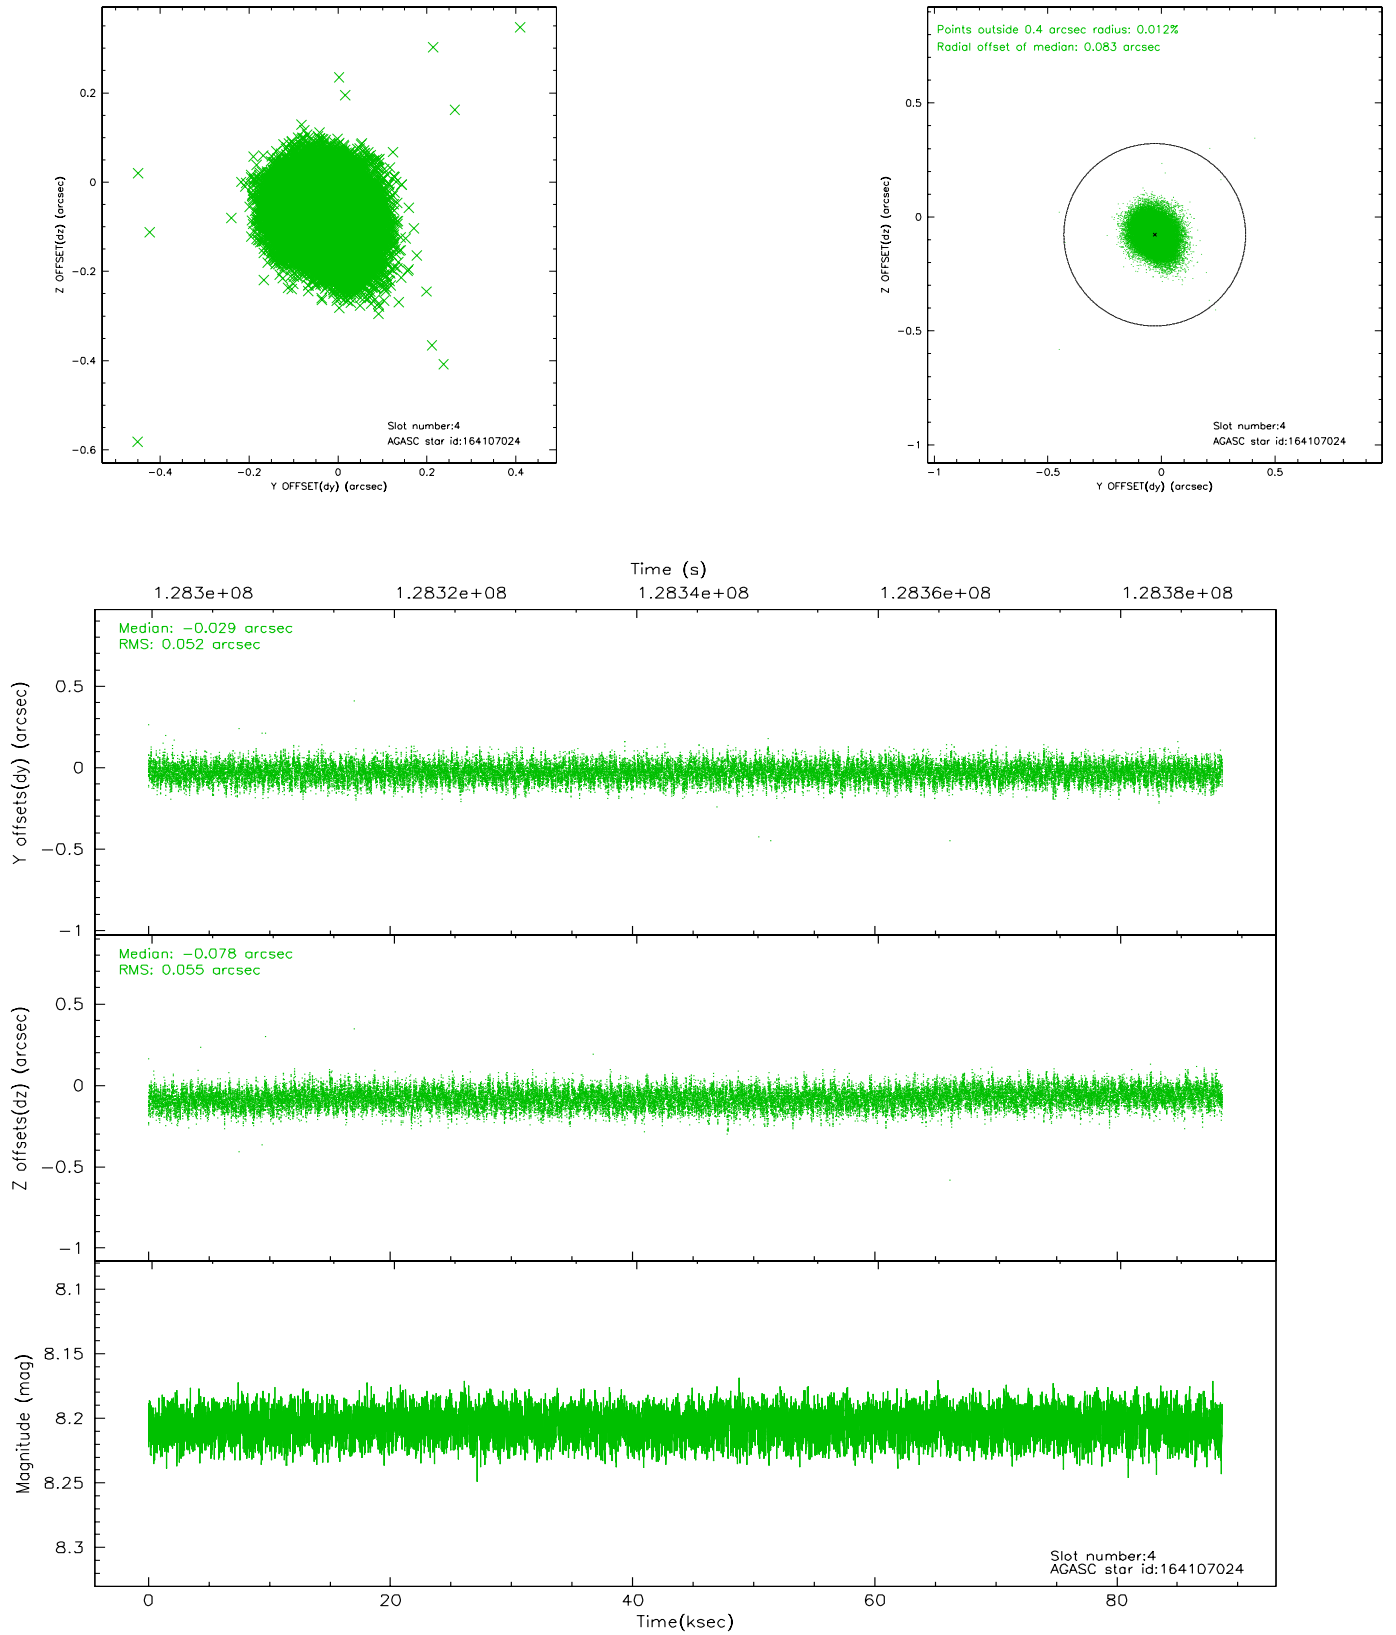 0.2
0
−0.2
−0.4
−0.6
Z OFFSET(dz) (arcsec)
−0.4 −0.2 0 0.2 0.4
Y OFFSET(dy) (arcsec)
Slot number:4
AGASC star id:164107024
Points outside 0.4 arcsec radius: 0.012%
Radial offset of median: 0.083 arcsec
0.5
0
−0.5
−1
Z OFFSET(dz) (arcsec)
−1 −0.5 0 0.5
Y OFFSET(dy) (arcsec)
Slot number:4
AGASC star id:164107024
Time (s)
1.283e+08 1.2832e+08 1.2834e+08 1.2836e+08 1.2838e+08
Median: −0.029 arcsec
RMS: 0.052 arcsec
0.5
0
−0.5
−1
Y offsets(dy) (arcsec)
Median: −0.078 arcsec
RMS: 0.055 arcsec
0.5
0
−0.5
−1
Z offsets(dz) (arcsec)
8.1
8.15
8.2
8.25
8.3
Magnitude (mag)
Slot number:4
AGASC star id:164107024
0 20 40 60 80
Time(ksec)